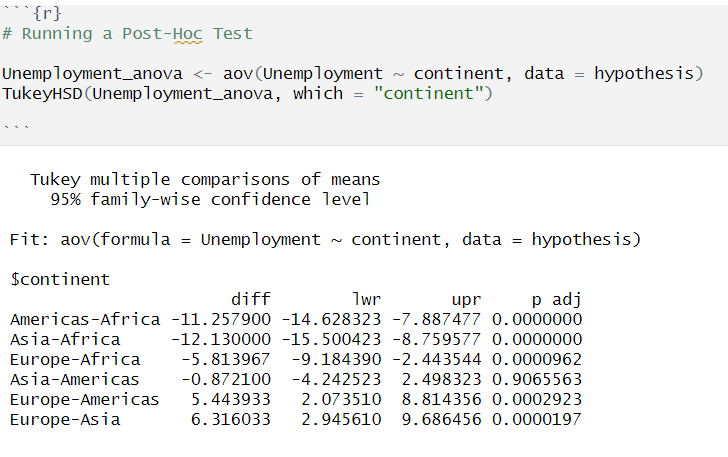 ```{r}
# Running a Post-Hoc Test
Unemployment_anova <- aov(Unemployment ~ continent, data = hypothesis)
TukeyHSD(Unemployment_anova, which = "continent")
```
Tukey multiple comparisons of means
95% family-wise confidence level
Fit: aov(formula = Unemployment ~ continent, data = hypothesis)
$continent
diff lwr upr p adj
Americas-Africa -11.257900 -14.628323 -7.887477 0.0000000
Asia-Africa -12.130000 -15.500423 -8.759577 0.0000000
Europe-Africa -5.813967 -9.184390 -2.443544 0.0000962
Asia-Americas -0.872100 -4.242523 2.498323 0.9065563
Europe-Americas 5.443933 2.073510 8.814356 0.0002923
Europe-Asia 6.316033 2.945610 9.686456 0.0000197